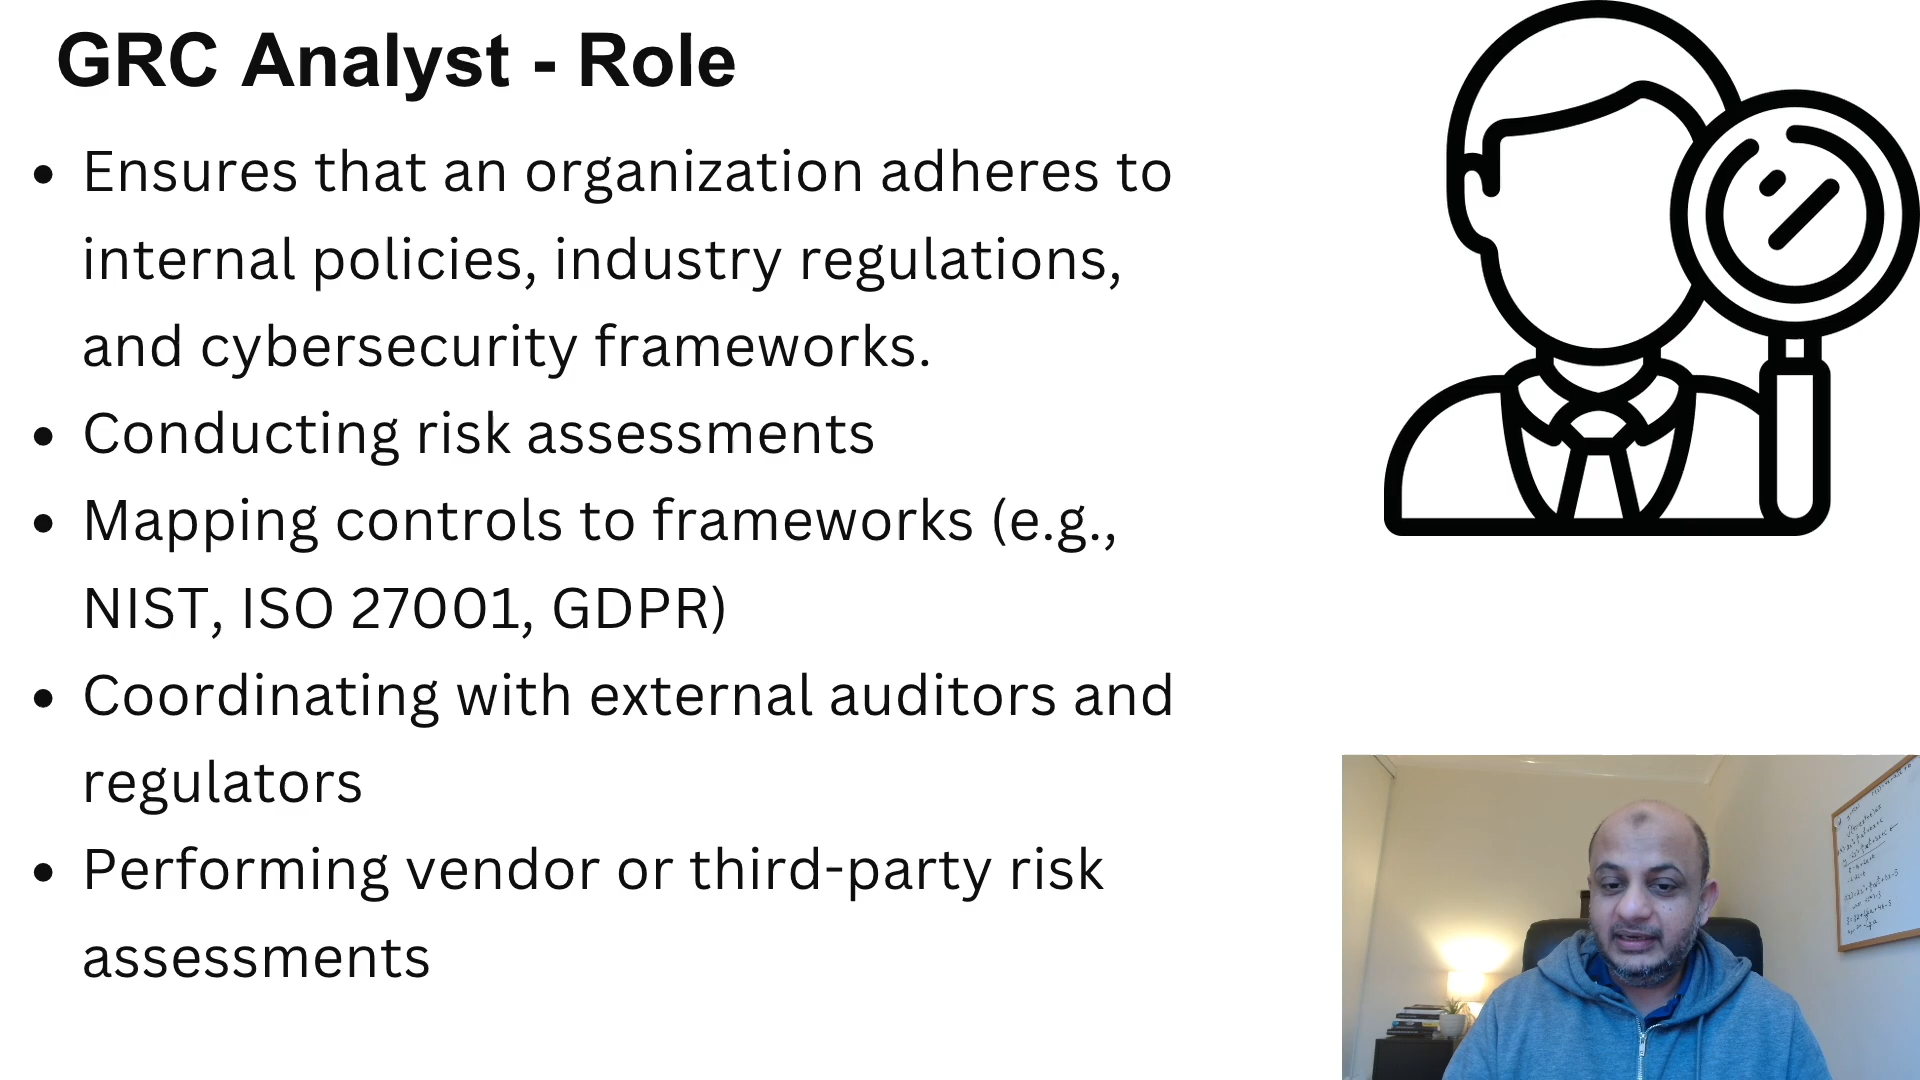 GRC Analyst - Role
• Ensures that an organization adheres to
internal policies, industry regulations,
and cybersecurity frameworks.
• Conducting risk assessments
• Mapping controls to frameworks (e.g.,
NIST, ISO 27001, GDPR)
• Coordinating with external auditors and
regulators
• Performing vendor or third-party risk
assessments